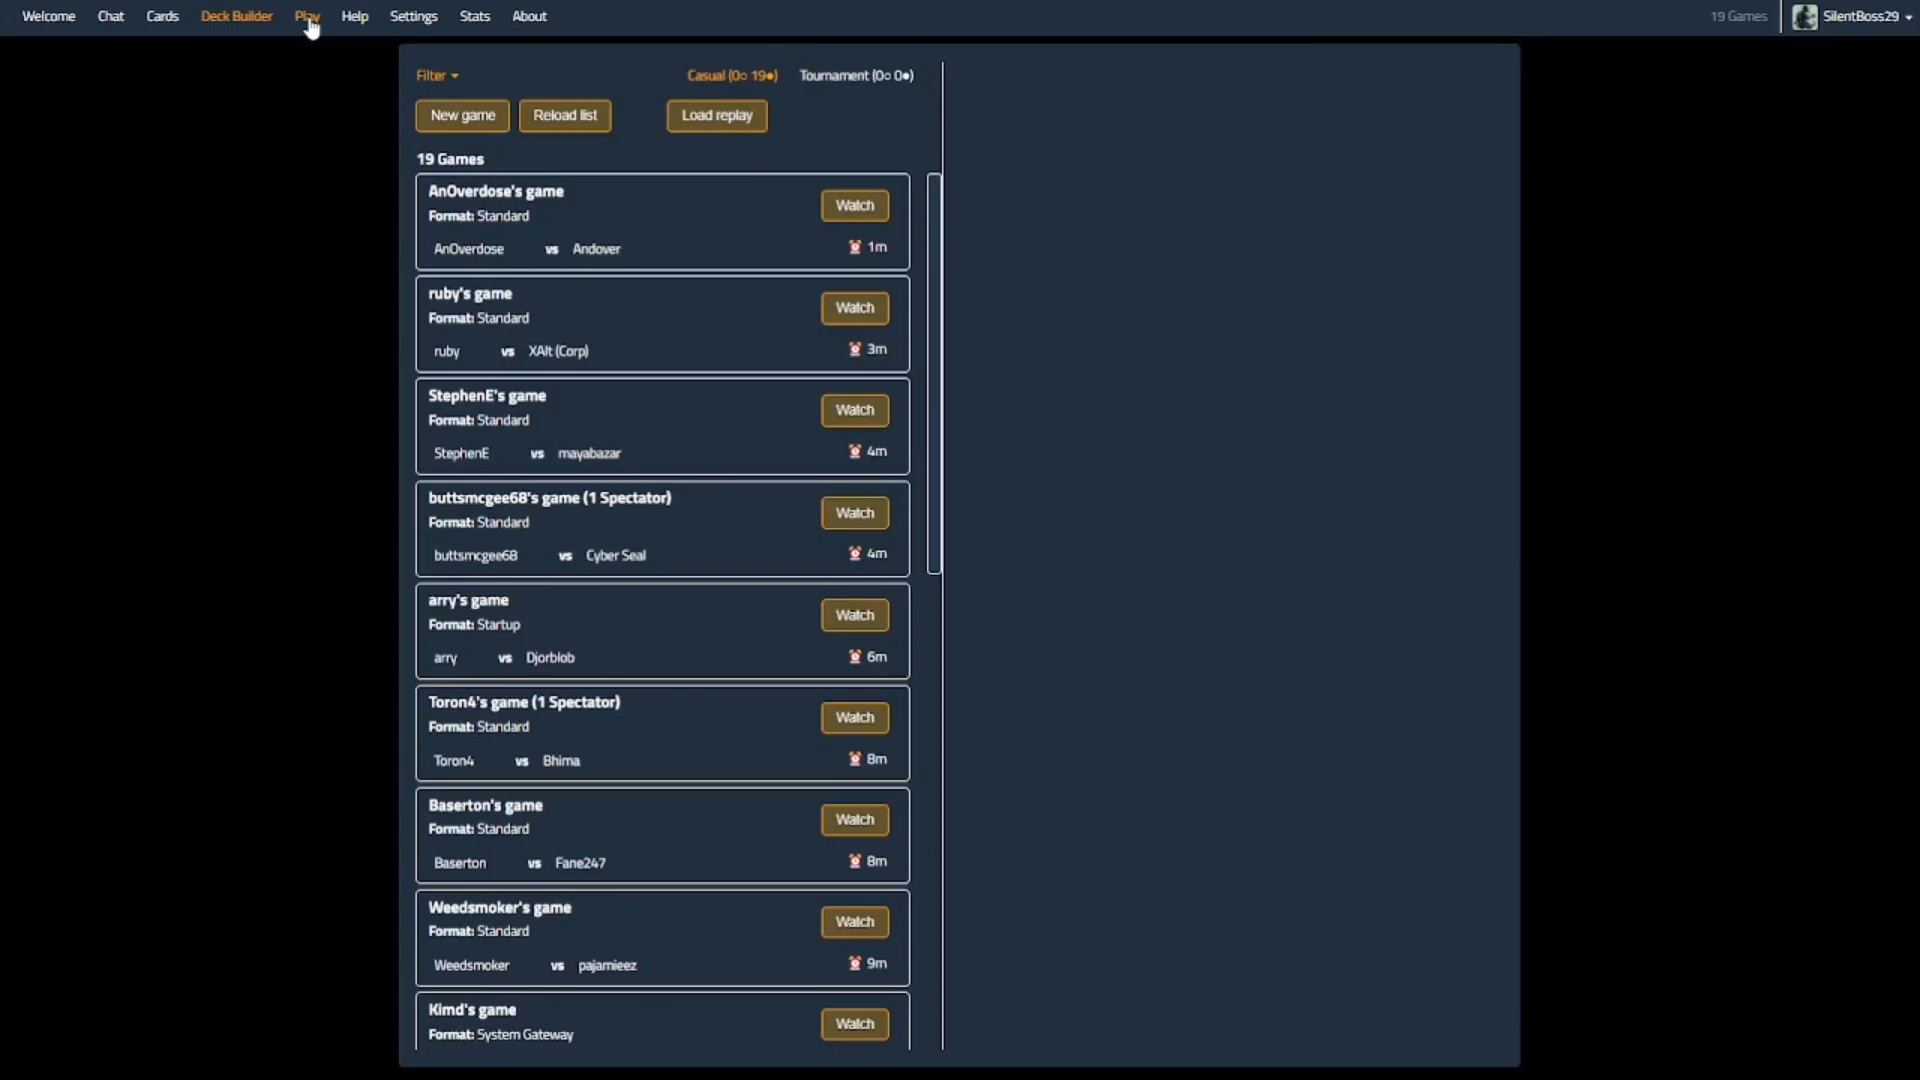 Welcome Chat Cards Deck Builder Play Help Settings Stats About 19 Games SilentBoss29
Filter Casual (0○ 19●) Tournament (0○ 0●)
New game Reload list Load replay
19 Games
AnOverdose's game
Watch
Format: Standard
AnOverdose vs Andover 1m
ruby's game
Watch
Format: Standard
ruby vs XAlt (Corp) 3m
StephenE's game
Watch
Format: Standard
StephenE vs mayabazar 4m
buttsmcgee68's game (1 Spectator)
Watch
Format: Standard
buttsmcgee68 vs Cyber Seal 4m
arry's game
Watch
Format: Startup
arry vs Djorblob 6m
Toron4's game (1 Spectator)
Watch
Format: Standard
Toron4 vs Bhima 8m
Baserton's game
Watch
Format: Standard
Baserton vs Fane247 8m
Weedsmoker's game
Watch
Format: Standard
Weedsmoker vs pajamieez 9m
Kimd's game
Watch
Format: System Gateway